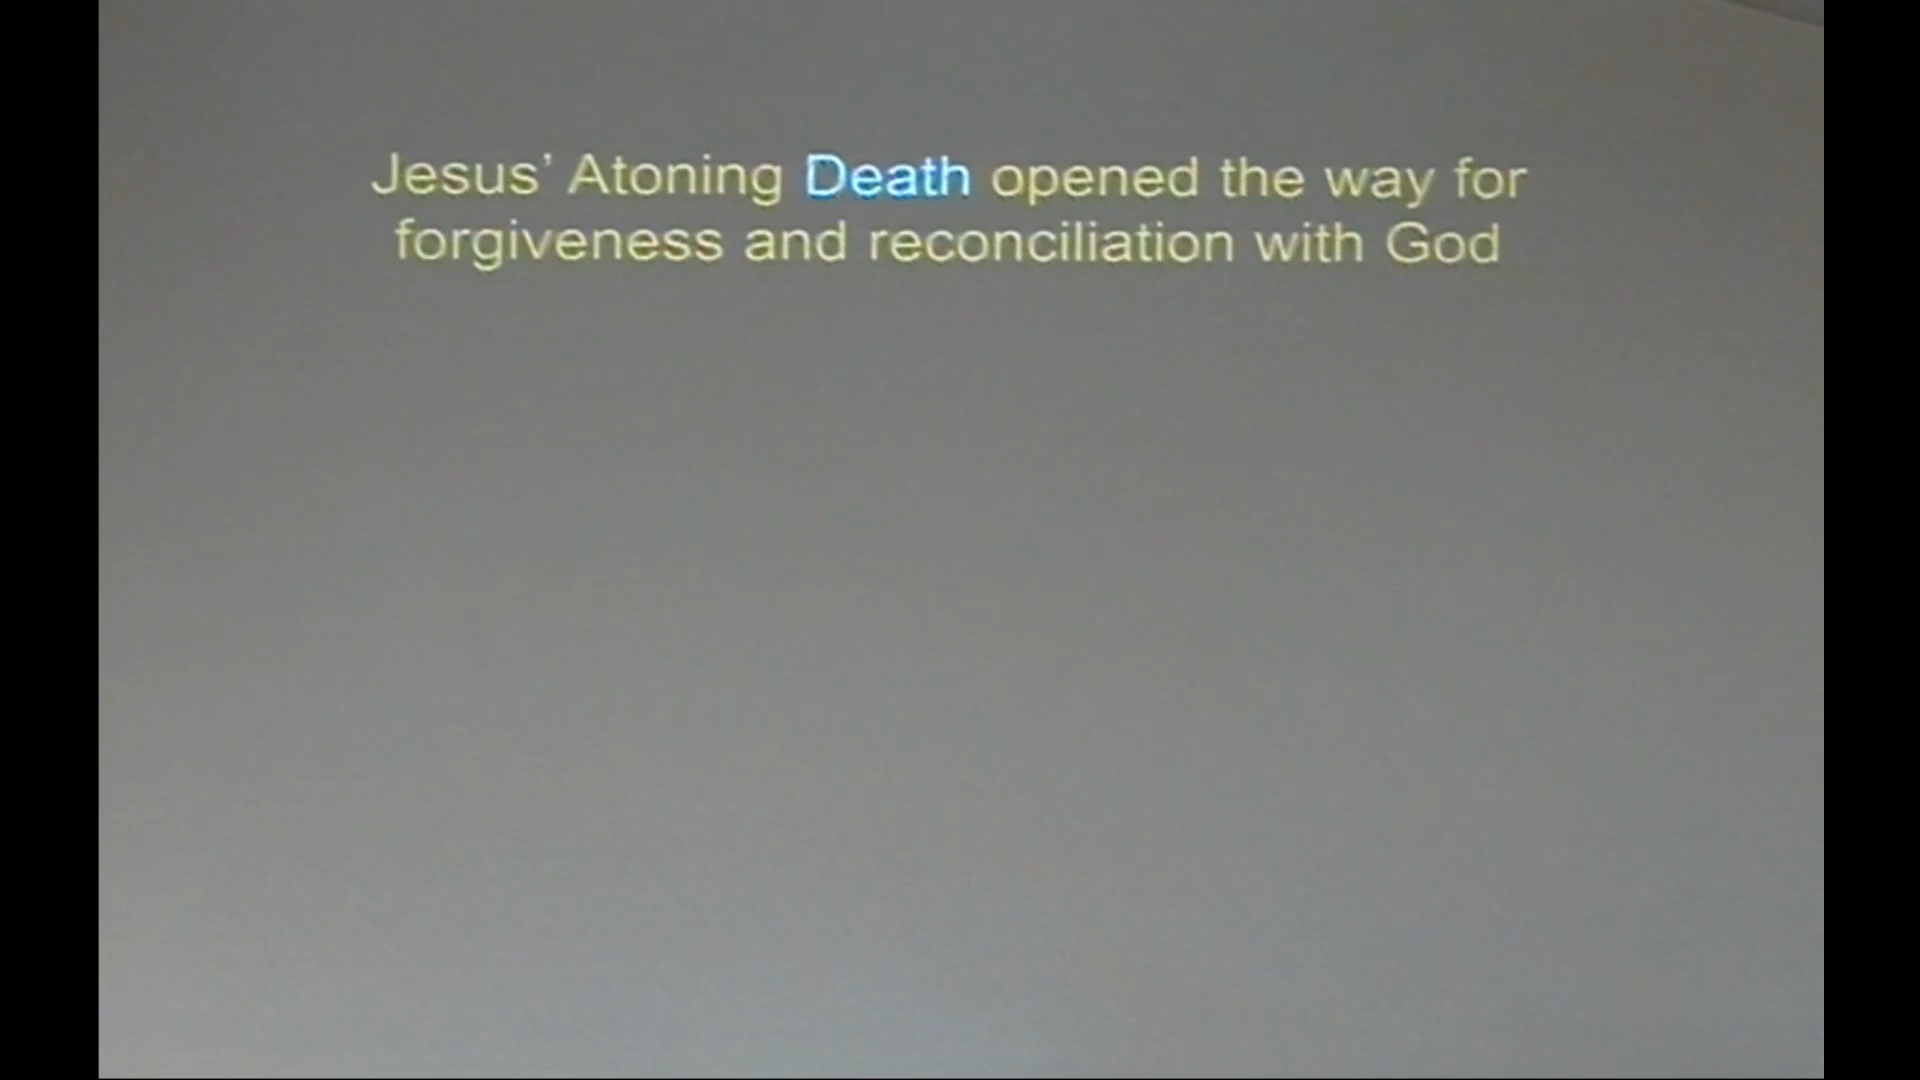 Jesus’ Atoning Death opened the way for
forgiveness and reconciliation with God